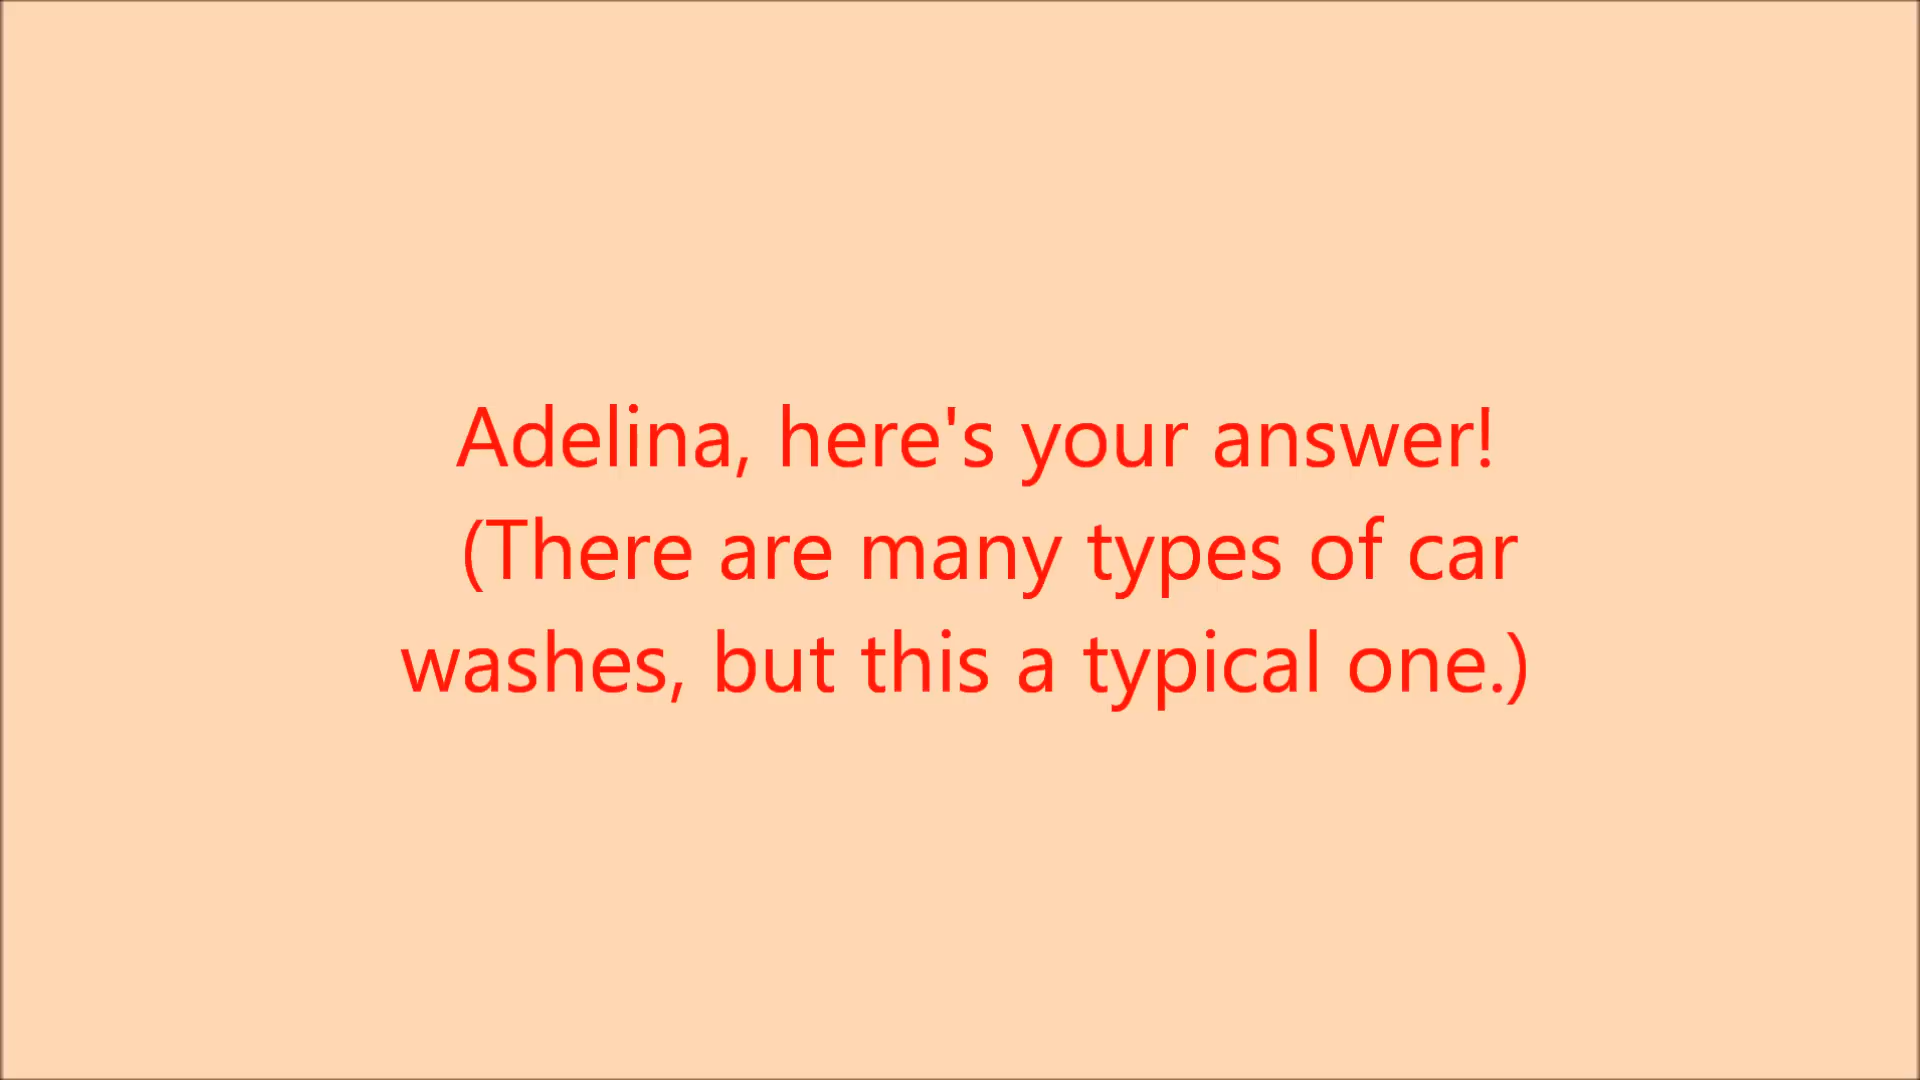 Adelina, here's your answer!
(There are many types of car
washes, but this a typical one.)